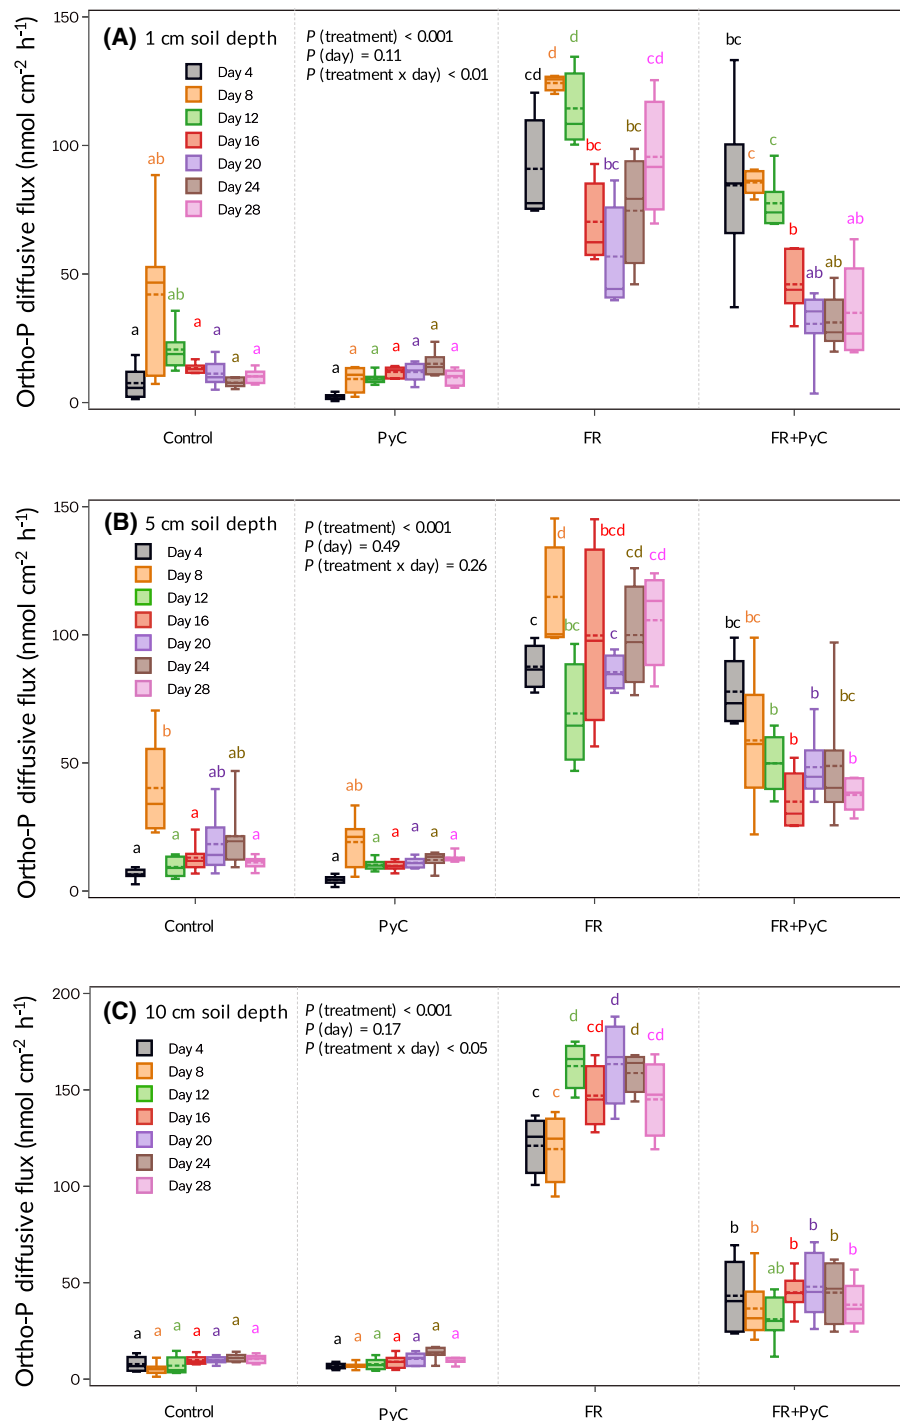 Ortho-P diffusive flux (nmol cm⁻² h⁻¹)
150
100
50
0
(A) 1 cm soil depth
Day 4
Day 8
Day 12
Day 16
Day 20
Day 24
Day 28
P (treatment) < 0.001
P (day) = 0.11
P (treatment x day) < 0.01
a ab ab a a a a
a a a a a a a
cd d d bc bc bc cd
bc c c b ab ab ab
Control PyC FR FR+PyC
Ortho-P diffusive flux (nmol cm⁻² h⁻¹)
150
100
50
0
(B) 5 cm soil depth
Day 4
Day 8
Day 12
Day 16
Day 20
Day 24
Day 28
P (treatment) < 0.001
P (day) = 0.49
P (treatment x day) = 0.26
a b a a ab ab a
a ab a a a a a
c d bc bcd c cd cd
bc bc b b b bc b
Control PyC FR FR+PyC
Ortho-P diffusive flux (nmol cm⁻² h⁻¹)
200
150
100
50
0
(C) 10 cm soil depth
Day 4
Day 8
Day 12
Day 16
Day 20
Day 24
Day 28
P (treatment) < 0.001
P (day) = 0.17
P (treatment x day) < 0.05
a a a a a a a
a a a a a a a
c c d cd d d cd
b b ab b b b b
Control PyC FR FR+PyC